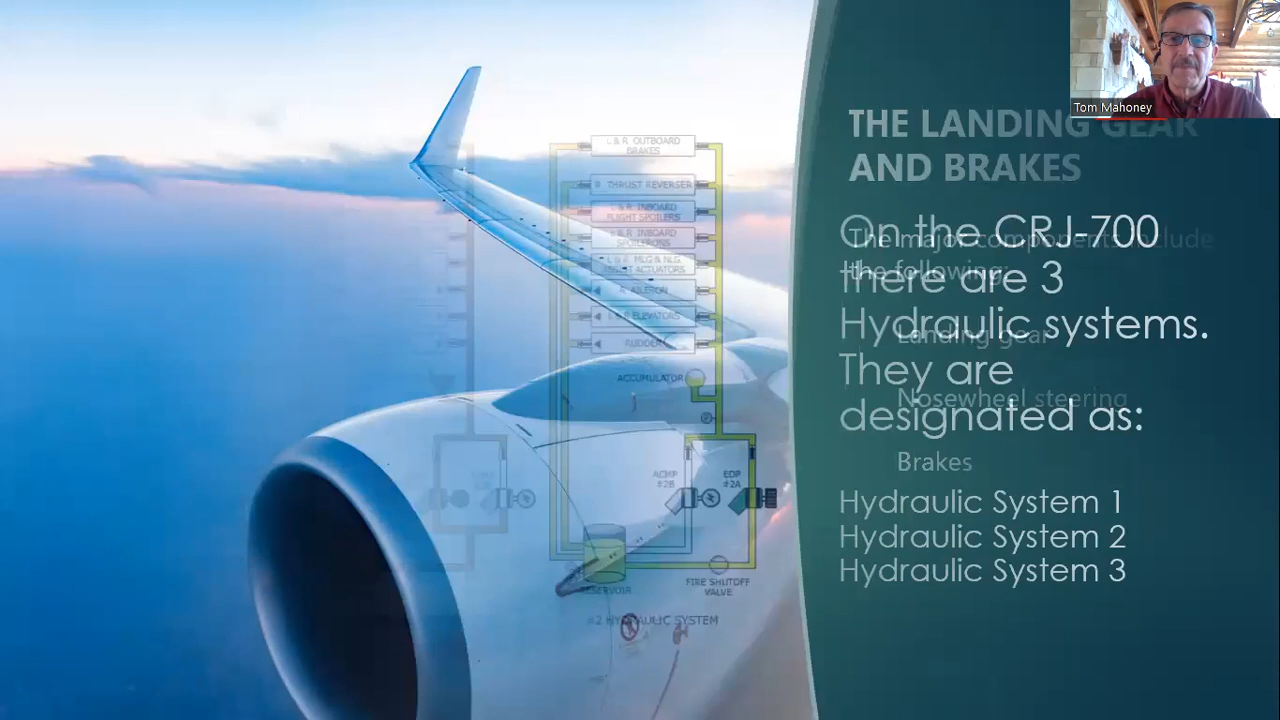 L & R OUTBOARD
BRAKES
R THRUST REVERSER
L & R INBOARD
FLIGHT SPOILERS
L & R INBOARD
SPOILERONS
L & R MLG & NLG
ASSIST ACTUATORS
AILERON
L & R ELEVATORS
RUDDER
ACCUMULATOR
ACMP
#2B
EDP
#2A
RESERVOIR
FIRE SHUTOFF
VALVE
#2 HYDRAULIC SYSTEM
Tom Mahoney
THE LANDING GEAR
AND BRAKES
The major components include
the following:
Landing gear
Nosewheel steering
Brakes
On the CRJ-700
there are 3
Hydraulic systems.
They are
designated as:
Hydraulic System 1
Hydraulic System 2
Hydraulic System 3